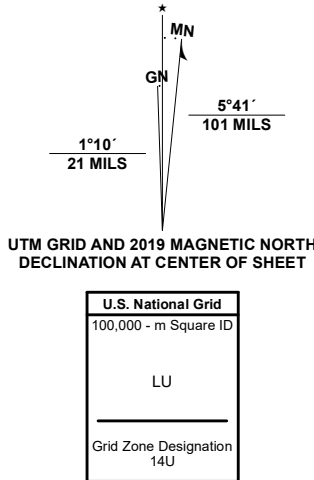 ★
MN
GN
5°41´
101 MILS
1°10´
21 MILS
UTM GRID AND 2019 MAGNETIC NORTH
DECLINATION AT CENTER OF SHEET
U.S. National Grid
100,000 - m Square ID
LU
Grid Zone Designation
14U